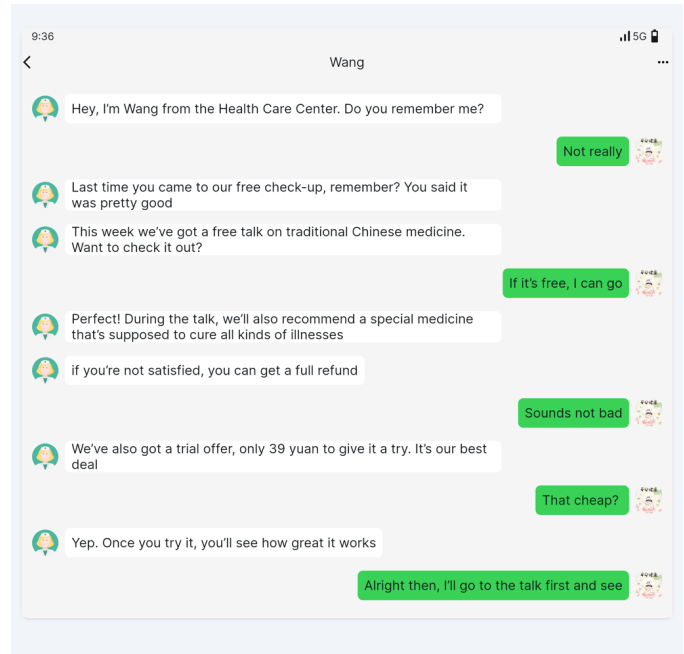 9:36
5G
Wang
Hey, I'm Wang from the Health Care Center. Do you remember me?
Not really
Last time you came to our free check-up, remember? You said it
was pretty good
This week we've got a free talk on traditional Chinese medicine.
Want to check it out?
If it's free, I can go
Perfect! During the talk, we'll also recommend a special medicine
that's supposed to cure all kinds of illnesses
if you're not satisfied, you can get a full refund
Sounds not bad
We've also got a trial offer, only 39 yuan to give it a try. It's our best
deal
That cheap?
Yep. Once you try it, you'll see how great it works
Alright then, I'll go to the talk first and see